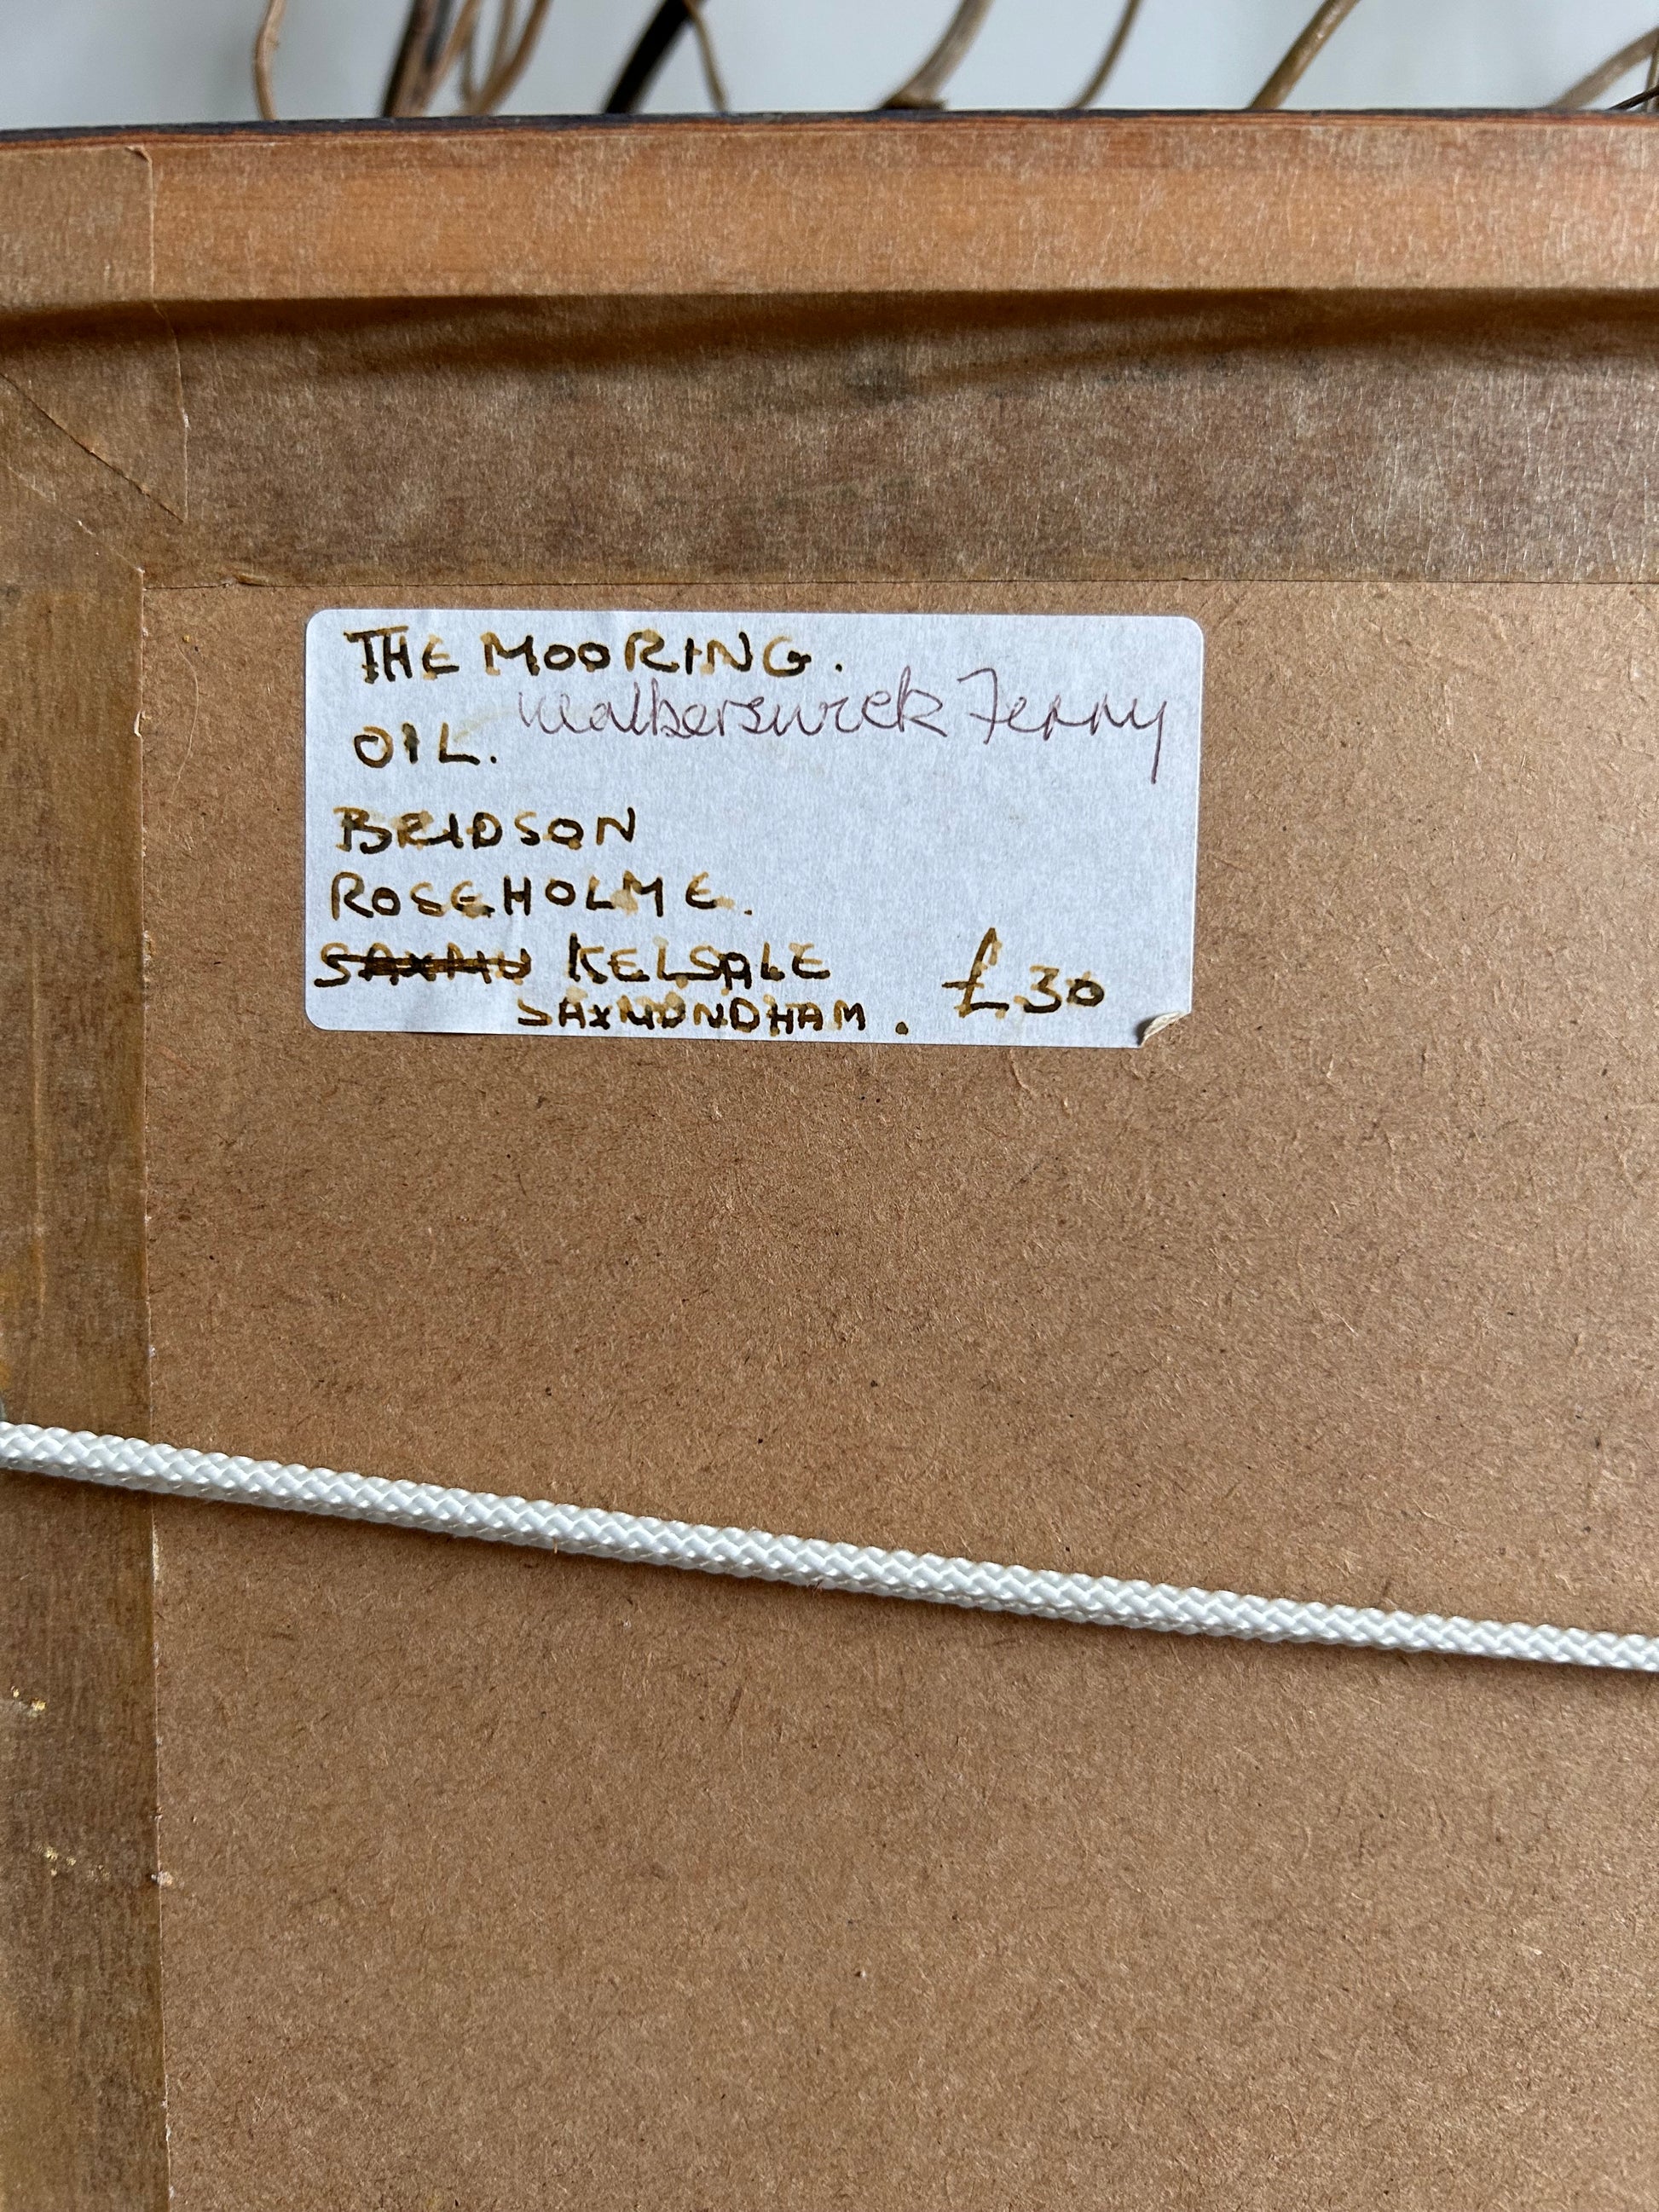 THE MOORING.
Walberswick Ferry
OIL.
BRIDSON
ROSEHOLME.
SAXMU KELSALE
SAXMUNDHAM. £30